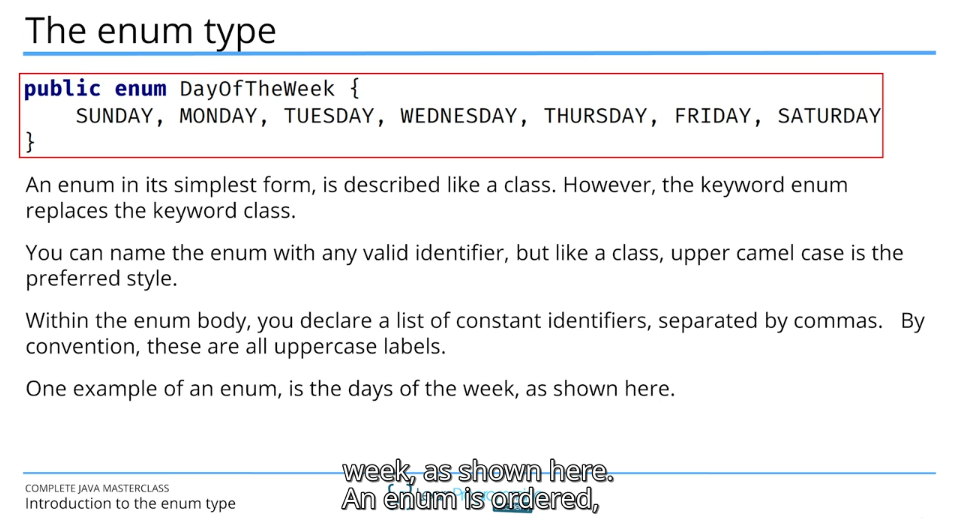 The enum type
public enum DayOfTheWeek {
SUNDAY, MONDAY, TUESDAY, WEDNESDAY, THURSDAY, FRIDAY, SATURDAY
}
An enum in its simplest form, is described like a class. However, the keyword enum
replaces the keyword class.
You can name the enum with any valid identifier, but like a class, upper camel case is the
preferred style.
Within the enum body, you declare a list of constant identifiers, separated by commas. By
convention, these are all uppercase labels.
One example of an enum, is the days of the week, as shown here.
week, as shown here.
An enum is ordered,
COMPLETE JAVA MASTERCLASS
Introduction to the enum type